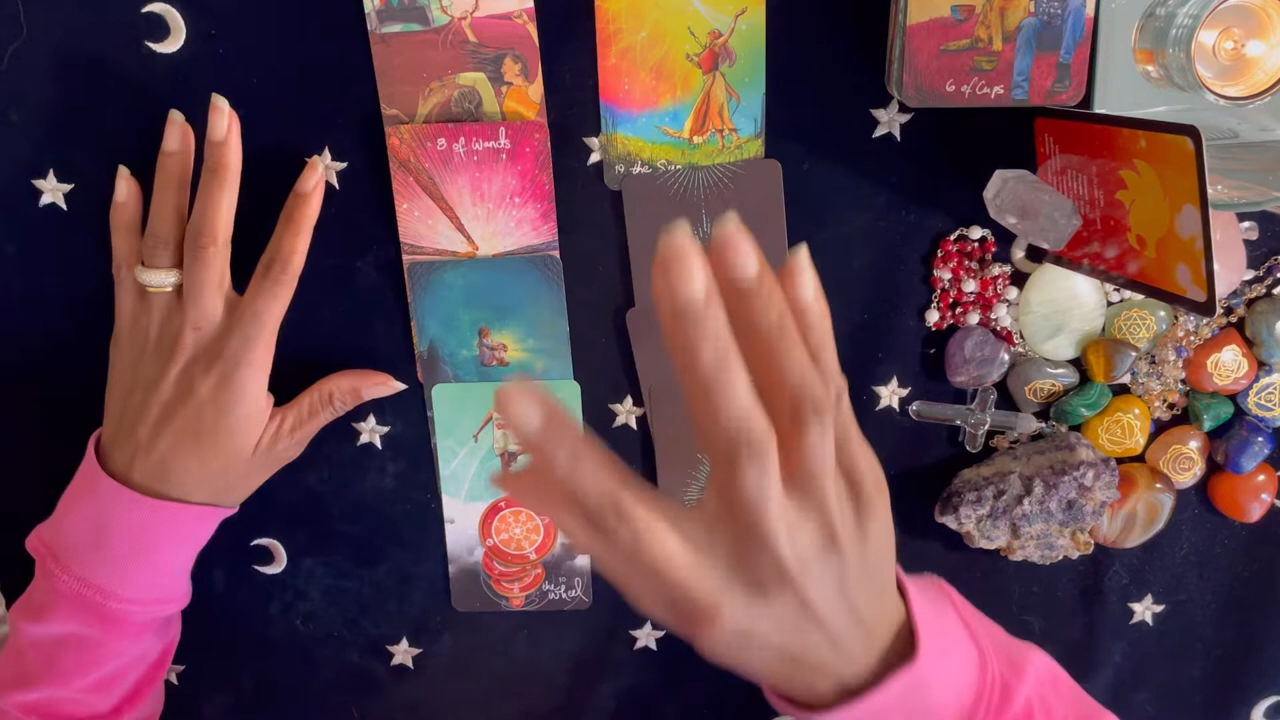 8 of Wands
19 the Sun
6 of Cups
10
the Wheel